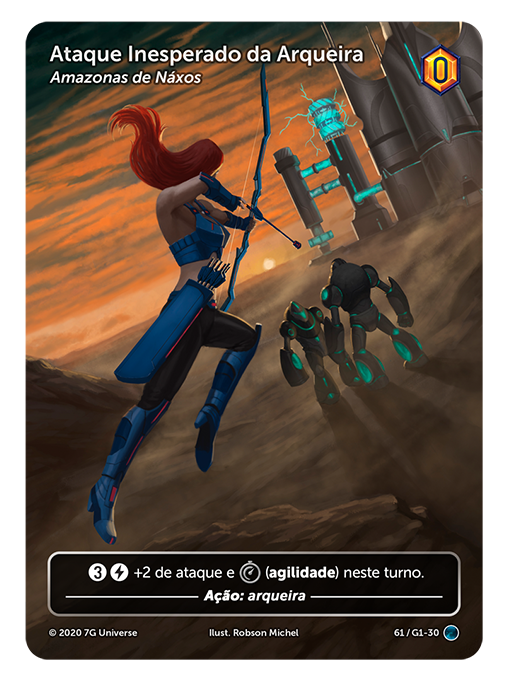 Ataque Inesperado da Arqueira
Amazonas de Náxos
0
3 +2 de ataque e (agilidade) neste turno.
Ação: arqueira
© 2020 7G Universe
Ilust. Robson Michel
61 / G1-30